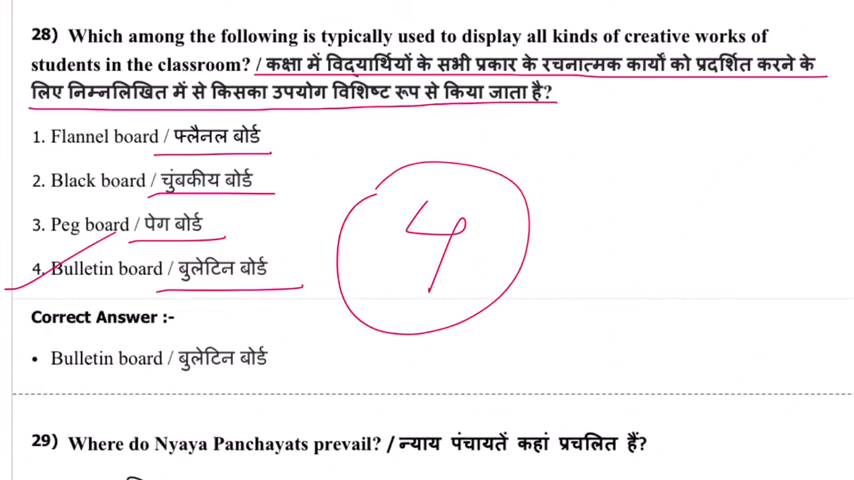 28) Which among the following is typically used to display all kinds of creative works of
students in the classroom? / कक्षा में विद्यार्थियों के सभी प्रकार के रचनात्मक कार्यों को प्रदर्शित करने के
लिए निम्नलिखित में से किसका उपयोग विशिष्ट रूप से किया जाता है?
1. Flannel board / फ्लैनल बोर्ड
2. Black board / चुंबकीय बोर्ड
3. Peg board / पेग बोर्ड
4. Bulletin board / बुलेटिन बोर्ड
4
Correct Answer :-
• Bulletin board / बुलेटिन बोर्ड
29) Where do Nyaya Panchayats prevail? / न्याय पंचायतें कहां प्रचलित हैं?